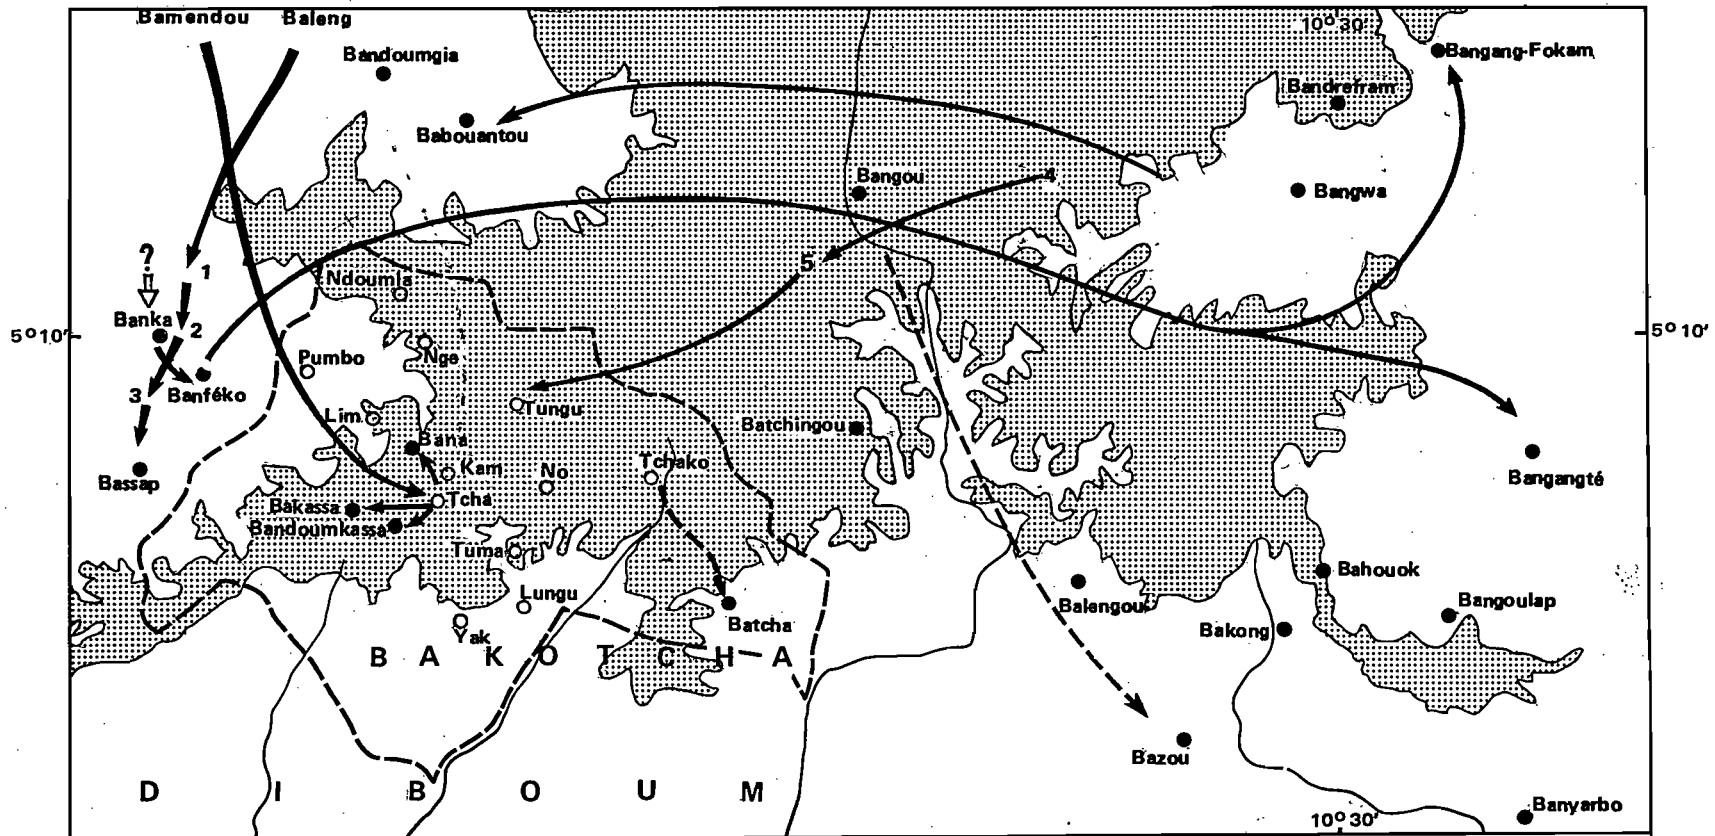 Bamendou
Baleng
10° 30'
Bandoumgia
Bangang-Fokam
Bandrefram
Babouantou
Bangou
4
Bangwa
?
1
5
Ndoumla
Banka
2
5° 10'
5° 10'
Nge
Pumbo
3
Banféko
Lim
Tungu
Batchingou
Bana
Kam
No
Tchako
Bassap
Bangangté
Tcha
Bakassa
Bandoumkassa
Tuma
Bahouok
Lungu
Balengou
Bangoulap
Batcha
Bakong
Yak
B A K O T C H A
Bazou
D I B O U M
Banyarbo
10° 30'